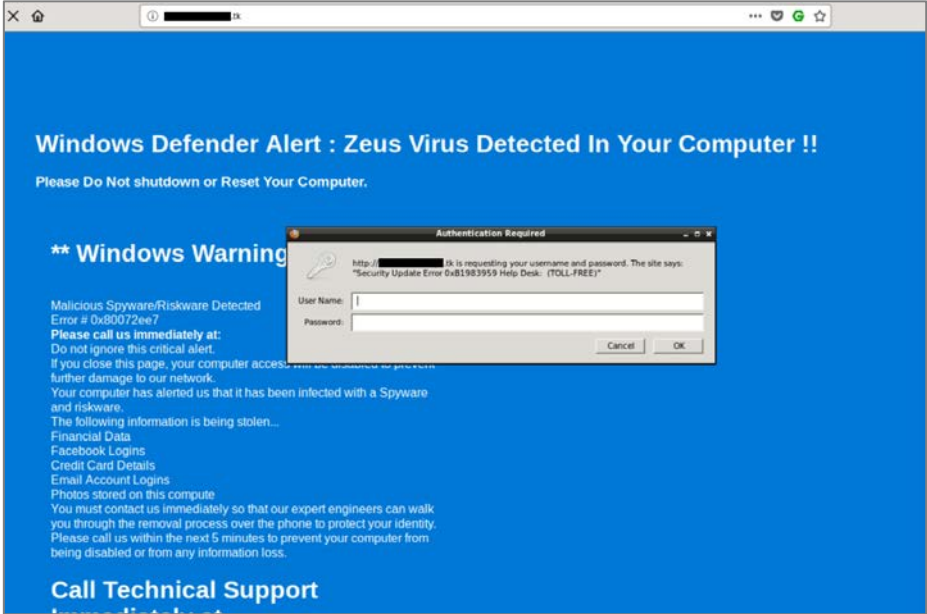 .tk
Windows Defender Alert : Zeus Virus Detected In Your Computer !!
Please Do Not shutdown or Reset Your Computer.
** Windows Warning
Authentication Required
http:// .tk is requesting your username and password. The site says:
"Security Update Error 0xB1983959 Help Desk: (TOLL-FREE)"
User Name:
Password:
Cancel
OK
Malicious Spyware/Riskware Detected
Error # 0x80072ee7
Please call us immediately at:
Do not ignore this critical alert.
If you close this page, your computer access will be disabled to prevent
further damage to our network.
Your computer has alerted us that it has been infected with a Spyware
and riskware.
The following information is being stolen...
Financial Data
Facebook Logins
Credit Card Details
Email Account Logins
Photos stored on this compute
You must contact us immediately so that our expert engineers can walk
you through the removal process over the phone to protect your identity.
Please call us within the next 5 minutes to prevent your computer from
being disabled or from any information loss.
Call Technical Support
Immediately at